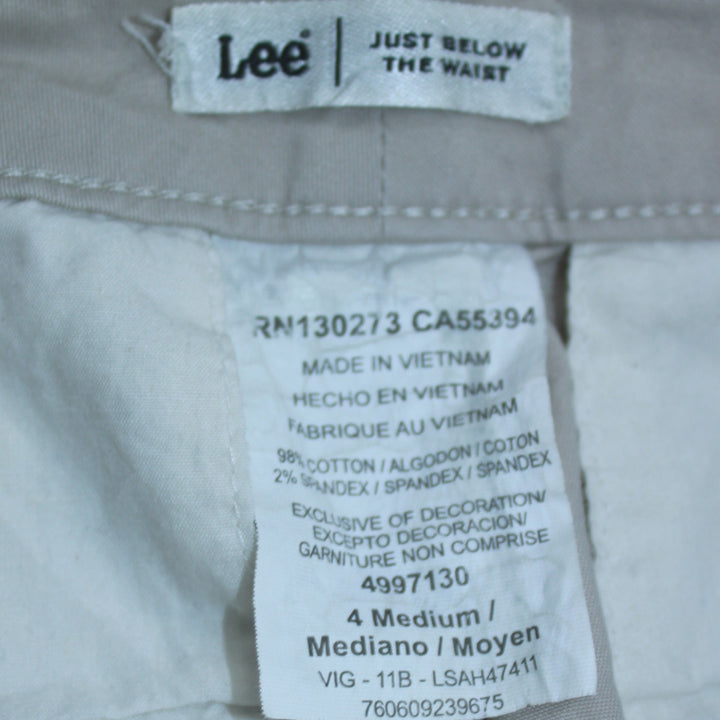 Lee® | JUST BELOW
THE WAIST
RN130273 CA55394
MADE IN VIETNAM
HECHO EN VIETNAM
FABRIQUE AU VIETNAM
98% COTTON / ALGODON / COTON
2% SPANDEX / SPANDEX / SPANDEX
EXCLUSIVE OF DECORATION/
EXCEPTO DECORACION/
GARNITURE NON COMPRISE
4997130
4 Medium /
Mediano / Moyen
VIG - 11B - LSAH47411
760609239675